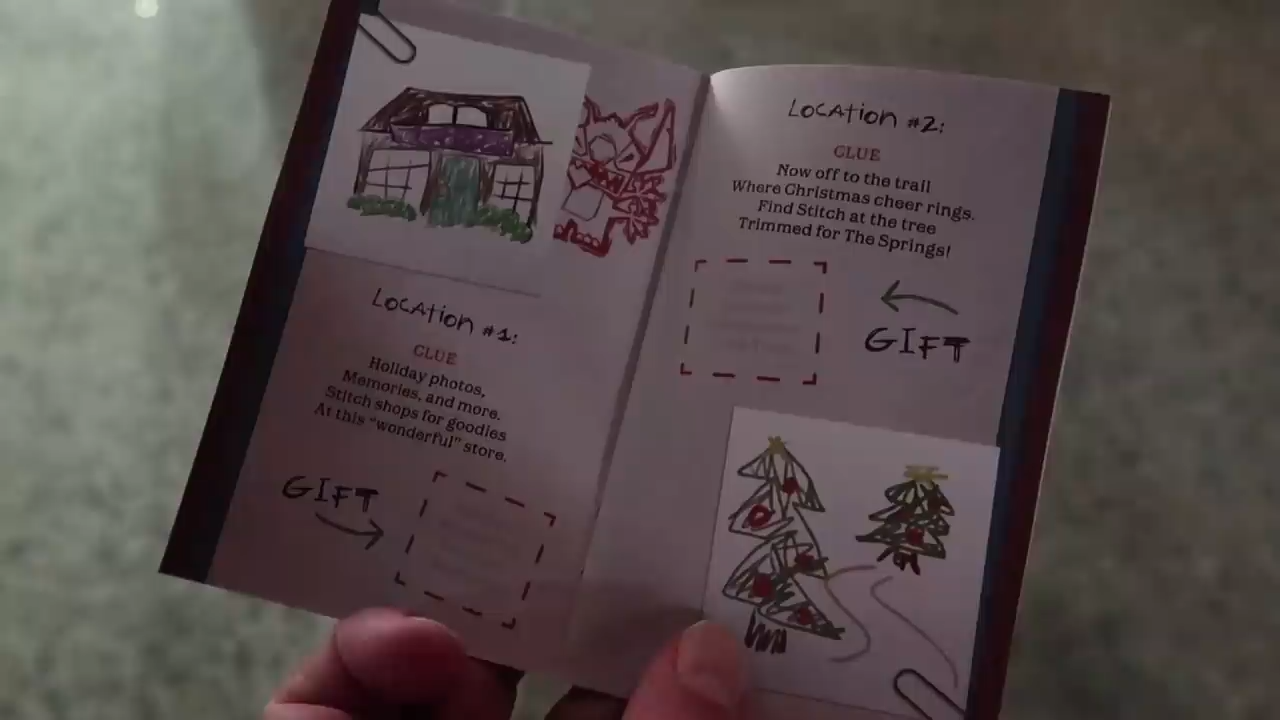 LOCATION #1:
CLUE
Holiday photos,
Memories, and more.
Stitch shops for goodies
At this "wonderful" store.
GIFT
LOCATION #2:
CLUE
Now off to the trail
Where Christmas cheer rings.
Find Stitch at the tree
Trimmed for The Springs!
GIFT